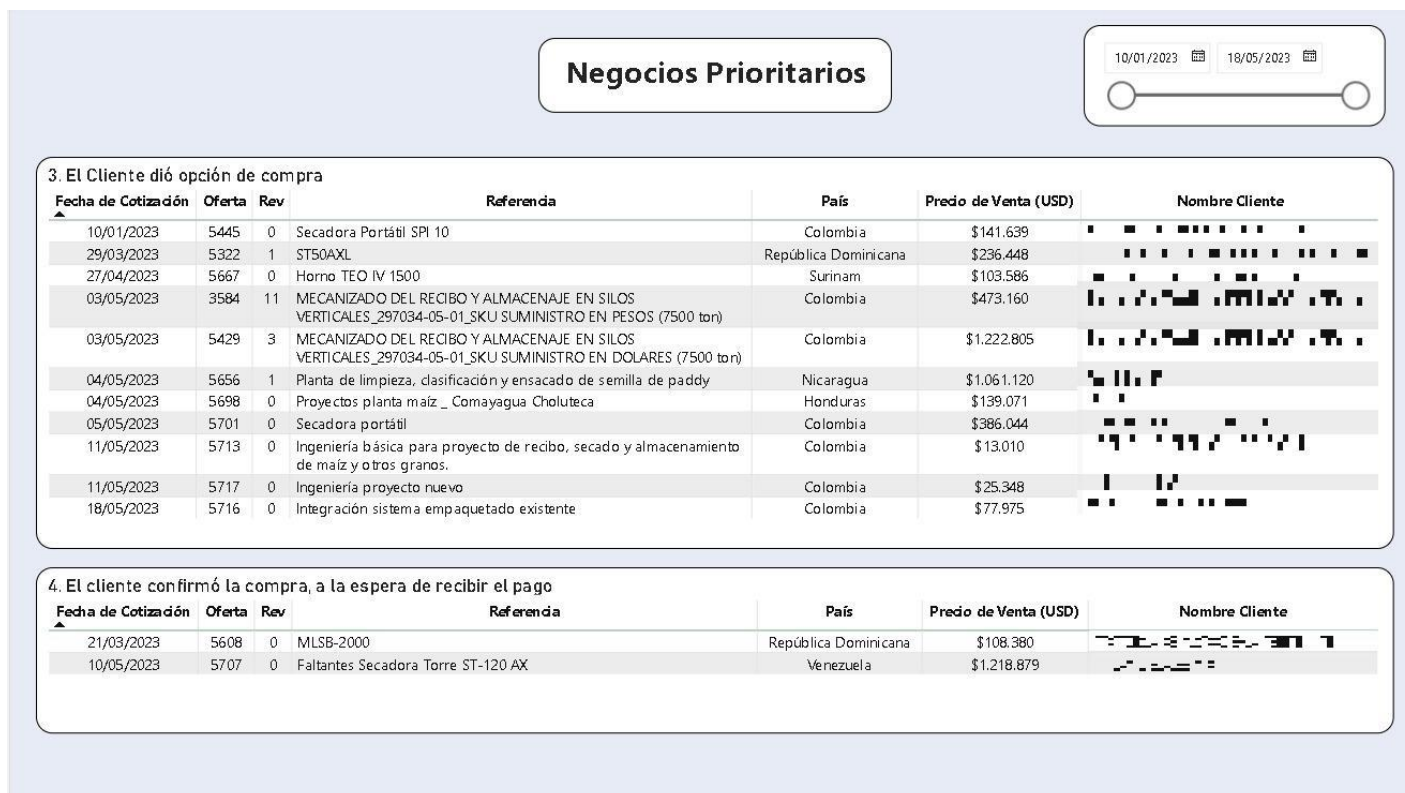 Negocios Prioritarios
10/01/2023 18/05/2023
3. El Cliente dió opción de compra
Fecha de Cotización Oferta Rev Referencia País Precio de Venta (USD) Nombre Cliente
10/01/2023 5445 0 Secadora Portátil SPI 10 Colombia $141.639
29/03/2023 5322 1 ST50AXL República Dominicana $236.448
27/04/2023 5667 0 Horno TEO IV 1500 Surinam $103.586
03/05/2023 3584 11 MECANIZADO DEL RECIBO Y ALMACENAJE EN SILOS Colombia $473.160
VERTICALES_297034-05-01_SKU SUMINISTRO EN PESOS (7500 ton)
03/05/2023 5429 3 MECANIZADO DEL RECIBO Y ALMACENAJE EN SILOS Colombia $1.222.805
VERTICALES_297034-05-01_SKU SUMINISTRO EN DOLARES (7500 ton)
04/05/2023 5656 1 Planta de limpieza, clasificación y ensacado de semilla de paddy Nicaragua $1.061.120
04/05/2023 5698 0 Proyectos planta maíz _ Comayagua Choluteca Honduras $139.071
05/05/2023 5701 0 Secadora portátil Colombia $386.044
11/05/2023 5713 0 Ingeniería básica para proyecto de recibo, secado y almacenamiento Colombia $13.010
de maíz y otros granos.
11/05/2023 5717 0 Ingeniería proyecto nuevo Colombia $25.348
18/05/2023 5716 0 Integración sistema empaquetado existente Colombia $77.975
4. El cliente confirmó la compra, a la espera de recibir el pago
Fecha de Cotización Oferta Rev Referencia País Precio de Venta (USD) Nombre Cliente
21/03/2023 5608 0 MLSB-2000 República Dominicana $108.380
10/05/2023 5707 0 Faltantes Secadora Torre ST-120 AX Venezuela $1.218.879